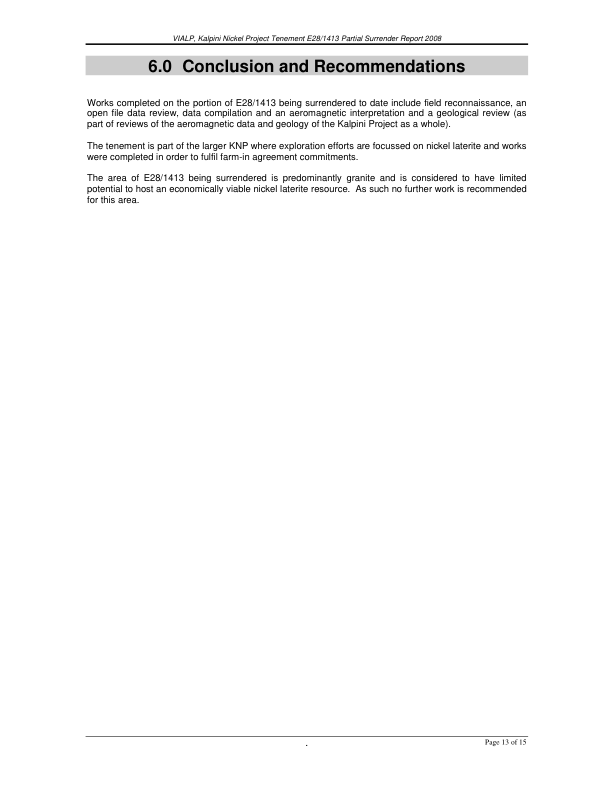 VIALP, Kalpini Nickel Project Tenement E28/1413 Partial Surrender Report 2008
6.0 Conclusion and Recommendations
Works completed on the portion of E28/1413 being surrendered to date include field reconnaissance, an
open file data review, data compilation and an aeromagnetic interpretation and a geological review (as
part of reviews of the aeromagnetic data and geology of the Kalpini Project as a whole).
The tenement is part of the larger KNP where exploration efforts are focussed on nickel laterite and works
were completed in order to fulfil farm-in agreement commitments.
The area of E28/1413 being surrendered is predominantly granite and is considered to have limited
potential to host an economically viable nickel laterite resource. As such no further work is recommended
for this area.
.
Page 13 of 15